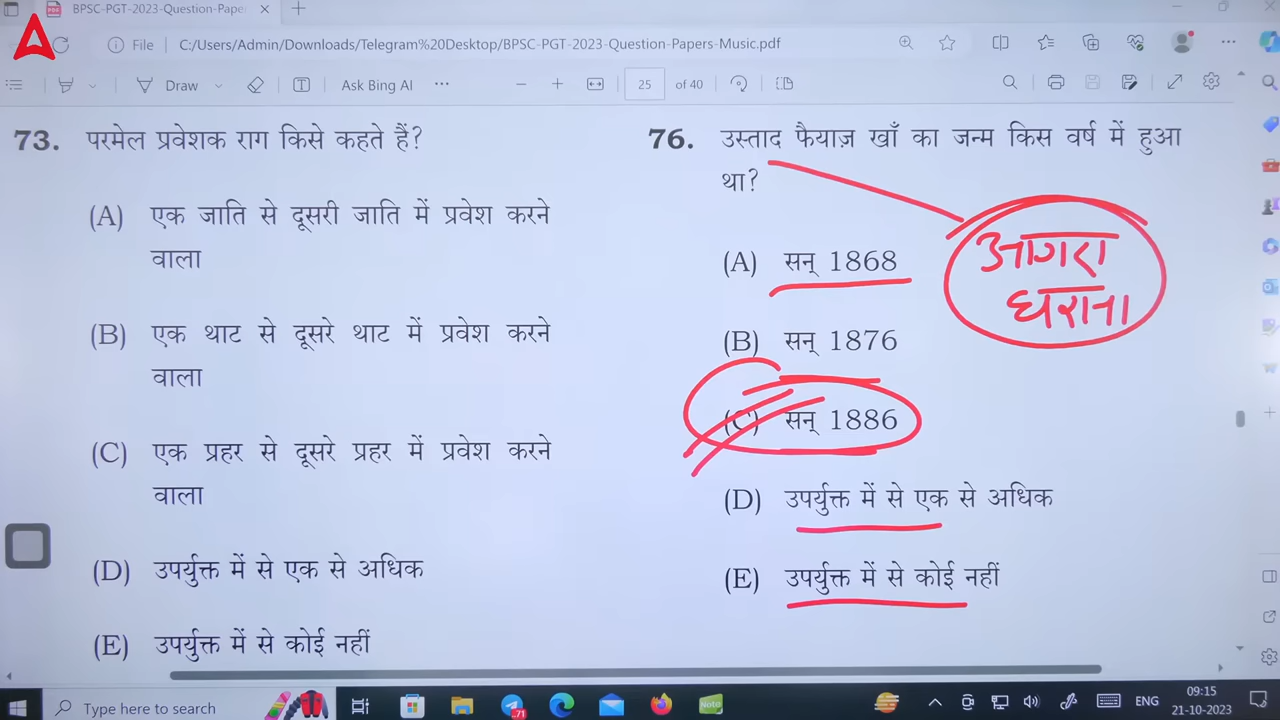 BPSC-PGT-2023-Question-Pape
File C:/Users/Admin/Downloads/Telegram%20Desktop/BPSC-PGT-2023-Question-Papers-Music.pdf
Draw Ask Bing AI 25 of 40
73. परमेल प्रवेशक राग किसे कहते हैं?
(A) एक जाति से दूसरी जाति में प्रवेश करने
वाला
(B) एक थाट से दूसरे थाट में प्रवेश करने
वाला
(C) एक प्रहर से दूसरे प्रहर में प्रवेश करने
वाला
(D) उपर्युक्त में से एक से अधिक
(E) उपर्युक्त में से कोई नहीं
76. उस्ताद फैयाज़ खाँ का जन्म किस वर्ष में हुआ
था?
(A) सन् 1868
(B) सन् 1876
(C) सन् 1886
(D) उपर्युक्त में से एक से अधिक
(E) उपर्युक्त में से कोई नहीं
आगरा
घराना
Type here to search
.71
Note
ENG
09:15
21-10-2023